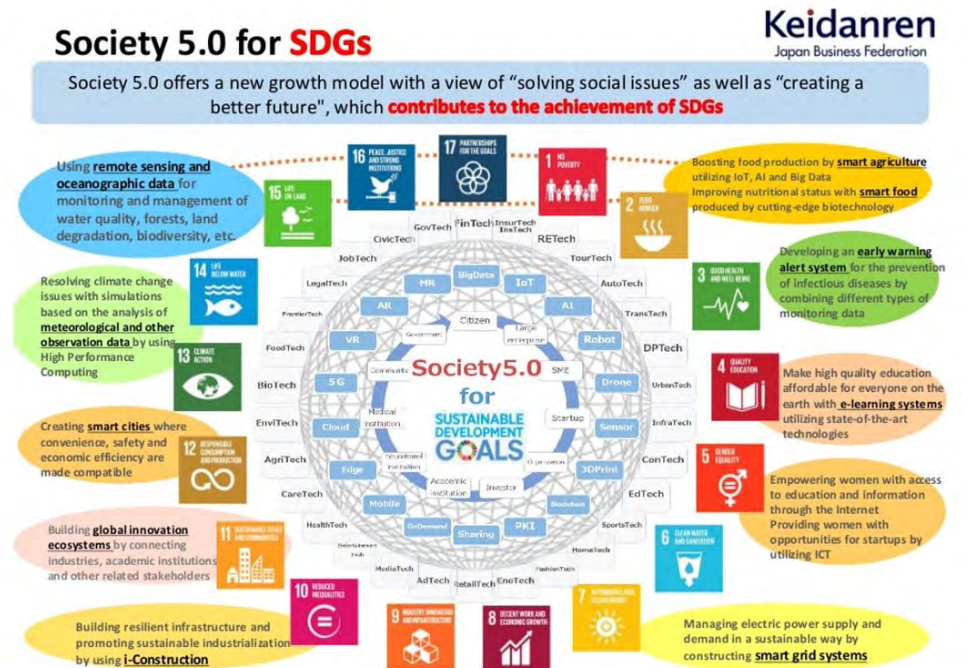 Keidanren
Japan Business Federation
Society 5.0 for SDGs
Society 5.0 offers a new growth model with a view of “solving social issues” as well as “creating a
better future", which contributes to the achievement of SDGs
Using remote sensing and
oceanographic data for
monitoring and management of
water quality, forests, land
degradation, biodiversity, etc.
Resolving climate change
issues with simulations
based on the analysis of
meteorological and other
observation data by using
High Performance
Computing
Creating smart cities where
convenience, safety and
economic efficiency are
made compatible
Building global innovation
ecosystems by connecting
industries, academic institutions
and other related stakeholders
Building resilient infrastructure and
promoting sustainable industrialization
by using i-Construction
Boosting food production by smart agriculture
utilizing IoT, AI and Big Data
Improving nutritional status with smart food
produced by cutting-edge biotechnology
Developing an early warning
alert system for the prevention
of infectious diseases by
combining different types of
monitoring data
Make high quality education
affordable for everyone on the
earth with e-learning systems
utilizing state-of-the-art
technologies
Empowering women with access
to education and information
through the Internet
Providing women with
opportunities for startups by
utilizing ICT
Managing electric power supply and
demand in a sustainable way by
constructing smart grid systems
17 PARTNERSHIPS
FOR THE GOALS
1 NO
POVERTY
2 ZERO
HUNGER
3 GOOD HEALTH
AND WELL-BEING
4 QUALITY
EDUCATION
5 GENDER
EQUALITY
6 CLEAN WATER
AND SANITATION
7 AFFORDABLE AND
CLEAN ENERGY
8 DECENT WORK AND
ECONOMIC GROWTH
9 INDUSTRY, INNOVATION
AND INFRASTRUCTURE
10 REDUCED
INEQUALITIES
11 SUSTAINABLE CITIES
AND COMMUNITIES
12 RESPONSIBLE
CONSUMPTION
AND PRODUCTION
13 CLIMATE
ACTION
14 LIFE
BELOW WATER
15 LIFE
ON LAND
16 PEACE, JUSTICE
AND STRONG
INSTITUTIONS
FinTech
InsurTech
InsTech
RETech
TourTech
AutoTech
TransTech
DPTech
UrbanTech
InfraTech
ConTech
EdTech
SportsTech
HomeTech
FashionTech
EneTech
RetailTech
AdTech
MediaTech
Entertainment
Tech
HealthTech
CareTech
AgriTech
EnviTech
BioTech
FoodTech
FrontierTech
LegalTech
JobTech
CivicTech
GovTech
BigData
IoT
AI
Robot
Drone
Sensor
3DPrint
Blockchain
PKI
Sharing
OnDemand
Mobile
Edge
Cloud
5G
VR
AR
MR
Citizen
Large
enterprise
SME
Startup
Organization
Investor
Academic
institution
Educational
institution
Medical
institution
Community
Government
Society5.0
for
SUSTAINABLE
DEVELOPMENT
GOALS